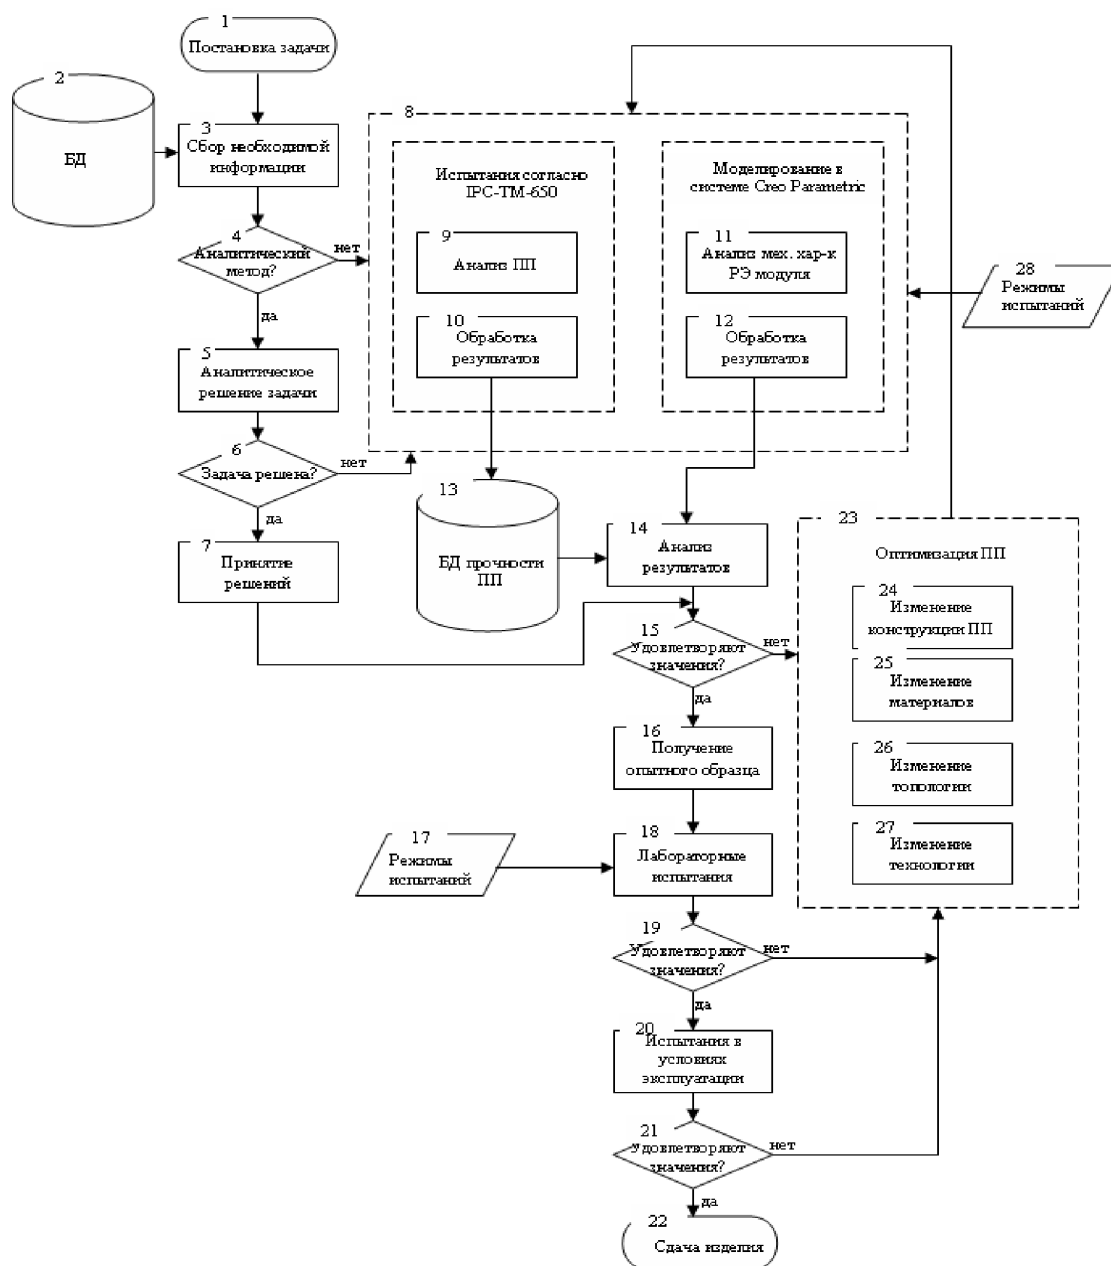 1
Постановка задачи
2
БД
3
Сбор необходимой
информации
4
Аналитический
метод?
нет
да
5
Аналитическое
решение задачи
6
Задача решена?
нет
да
7
Принятие
решений
8
Испытания согласно
IPC-TM-650
9
Анализ ПП
10
Обработка
результатов
Моделирование в
системе Creo Parametric
11
Анализ мех. хар-к
РЭ модуля
12
Обработка
результатов
28
Режимы
испытаний
13
БД прочности
ПП
14
Анализ
результатов
15
Удовлетворяют
значения?
нет
да
16
Получение
опытного образца
17
Режимы
испытаний
18
Лабораторные
испытания
19
Удовлетворяют
значения?
нет
да
20
Испытания в
условиях
эксплуатации
21
Удовлетворяют
значения?
нет
да
22
Сдача изделия
23
Оптимизация ПП
24
Изменение
конструкции ПП
25
Изменение
материалов
26
Изменение
топологии
27
Изменение
технологии